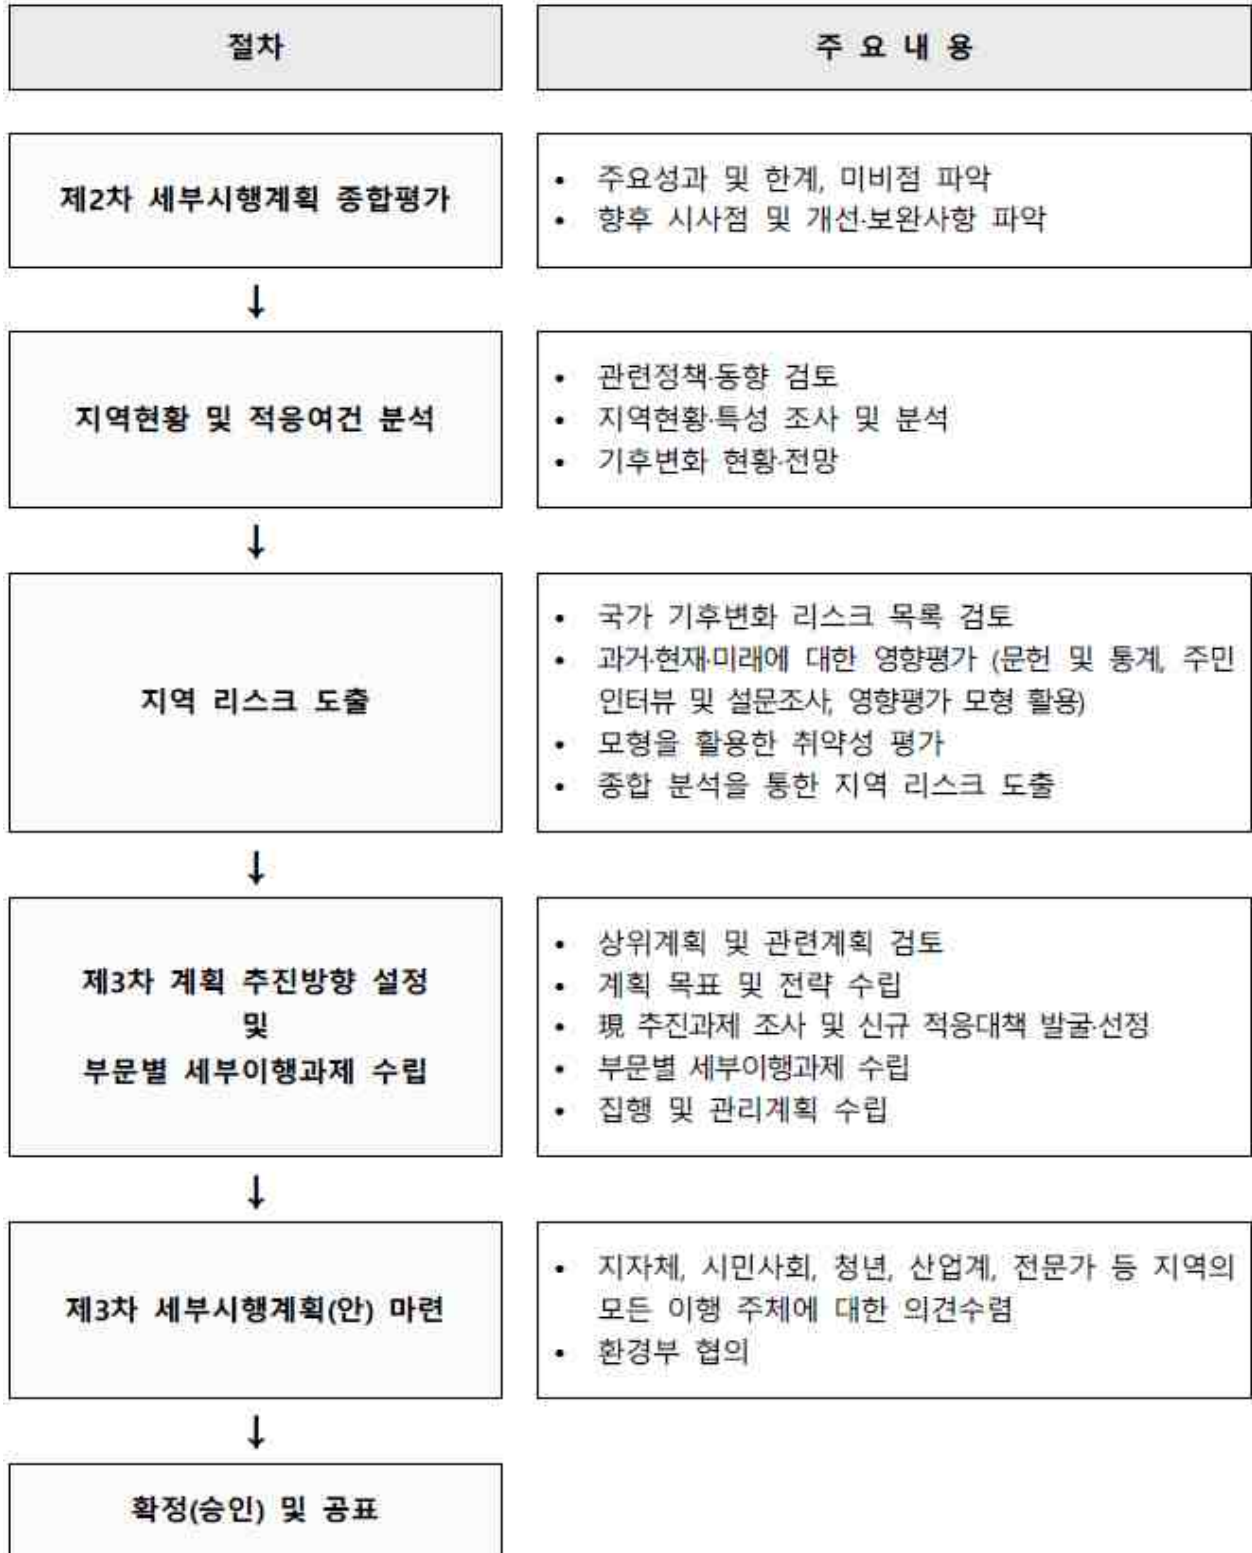 절차
주 요 내 용
제2차 세부시행계획 종합평가
• 주요성과 및 한계, 미비점 파악
• 향후 시사점 및 개선·보완사항 파악
↓
지역현황 및 적응여건 분석
• 관련정책·동향 검토
• 지역현황·특성 조사 및 분석
• 기후변화 현황·전망
↓
지역 리스크 도출
• 국가 기후변화 리스크 목록 검토
• 과거·현재·미래에 대한 영향평가 (문헌 및 통계, 주민
인터뷰 및 설문조사, 영향평가 모형 활용)
• 모형을 활용한 취약성 평가
• 종합 분석을 통한 지역 리스크 도출
↓
제3차 계획 추진방향 설정
및
부문별 세부이행과제 수립
• 상위계획 및 관련계획 검토
• 계획 목표 및 전략 수립
• 現 추진과제 조사 및 신규 적응대책 발굴·선정
• 부문별 세부이행과제 수립
• 집행 및 관리계획 수립
↓
제3차 세부시행계획(안) 마련
• 지자체, 시민사회, 청년, 산업계, 전문가 등 지역의
모든 이행 주체에 대한 의견수렴
• 환경부 협의
↓
확정(승인) 및 공표